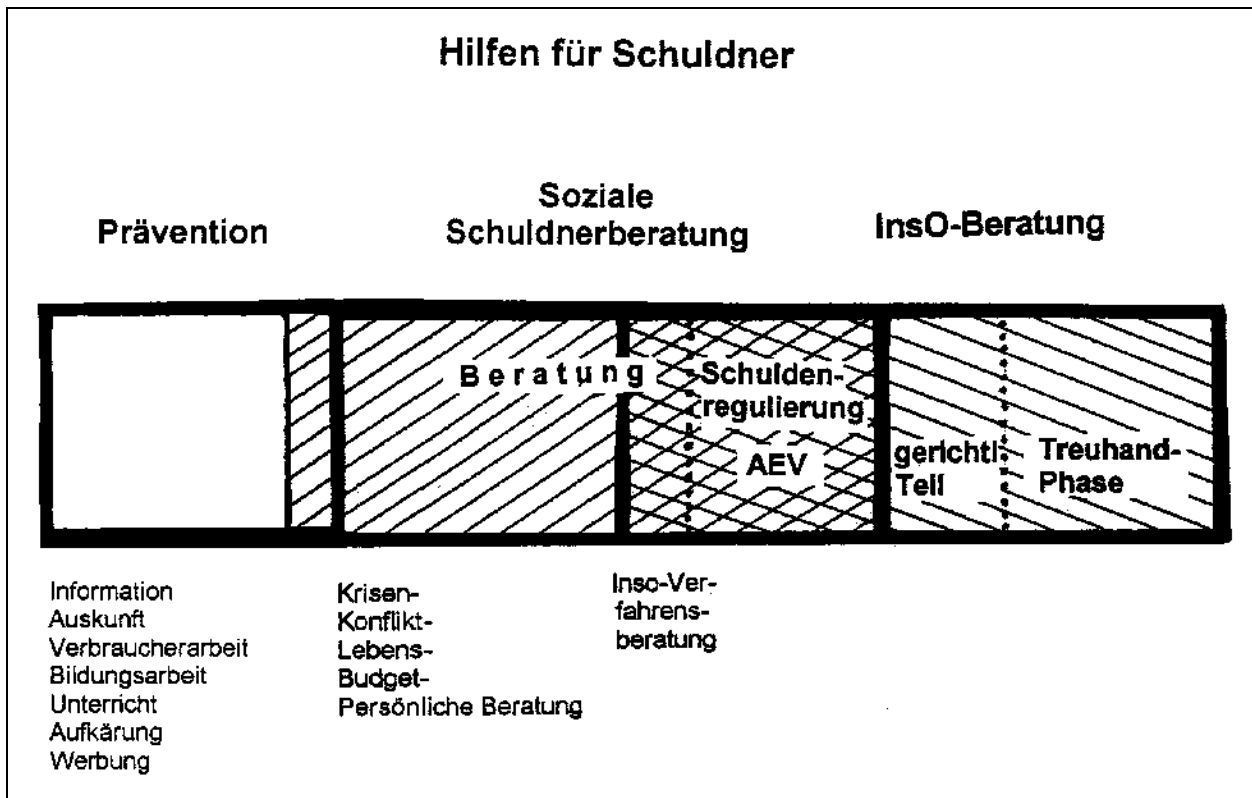 Hilfen für Schuldner
Prävention
Soziale
Schuldnerberatung
InsO-Beratung
Beratung
Schulden-
regulierung
AEV
gerichtl.
Teil
Treuhand-
Phase
Information
Auskunft
Verbraucherarbeit
Bildungsarbeit
Unterricht
Aufkärung
Werbung
Krisen-
Konflikt-
Lebens-
Budget-
Persönliche Beratung
Inso-Ver-
fahrens-
beratung